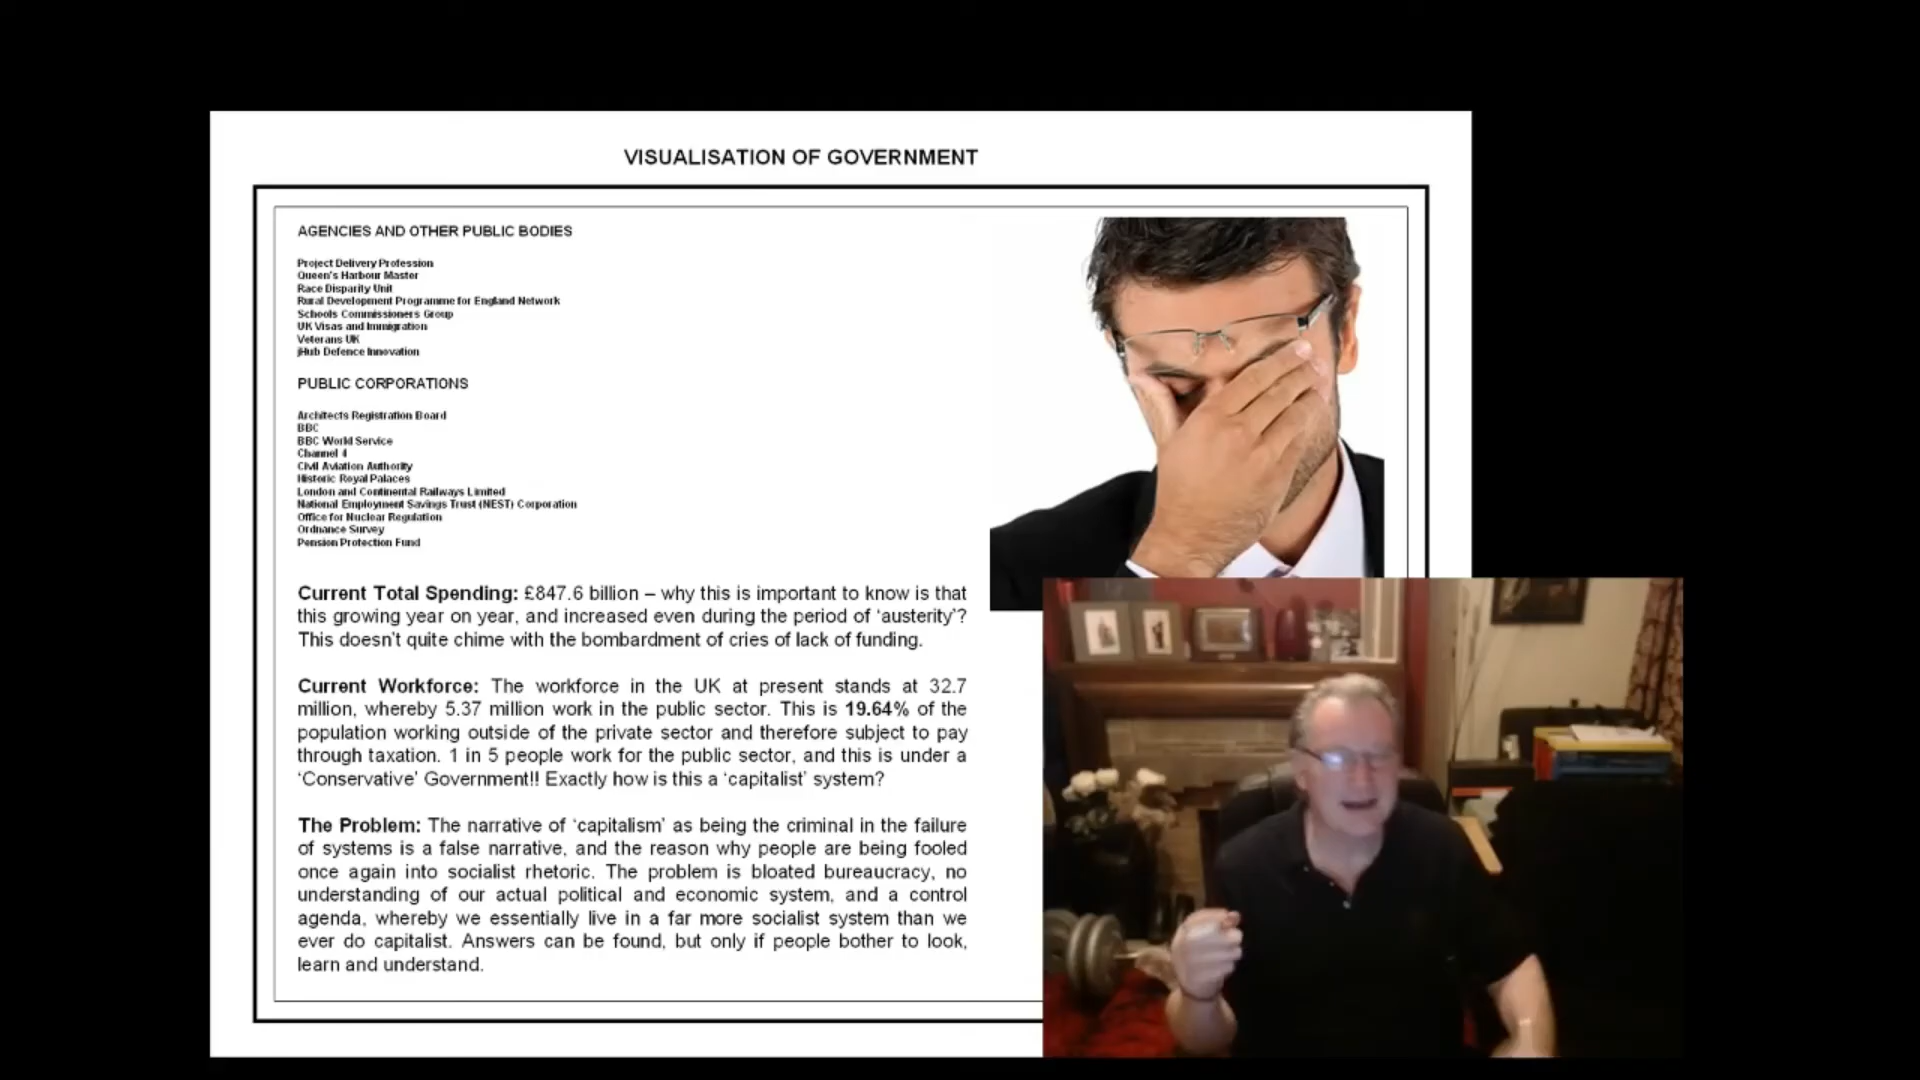 VISUALISATION OF GOVERNMENT
AGENCIES AND OTHER PUBLIC BODIES
Project Delivery Profession
Queen's Harbour Master
Race Disparity Unit
Rural Development Programme for England Network
Schools Commissioners Group
UK Visas and Immigration
Veterans UK
jHub Defence Innovation
PUBLIC CORPORATIONS
Architects Registration Board
BBC
BBC World Service
Channel 4
Civil Aviation Authority
Historic Royal Palaces
London and Continental Railways Limited
National Employment Savings Trust (NEST) Corporation
Office for Nuclear Regulation
Ordnance Survey
Pension Protection Fund
Current Total Spending: £847.6 billion – why this is important to know is that
this growing year on year, and increased even during the period of ‘austerity’?
This doesn’t quite chime with the bombardment of cries of lack of funding.
Current Workforce: The workforce in the UK at present stands at 32.7
million, whereby 5.37 million work in the public sector. This is 19.64% of the
population working outside of the private sector and therefore subject to pay
through taxation. 1 in 5 people work for the public sector, and this is under a
‘Conservative’ Government!! Exactly how is this a ‘capitalist’ system?
The Problem: The narrative of ‘capitalism’ as being the criminal in the failure
of systems is a false narrative, and the reason why people are being fooled
once again into socialist rhetoric. The problem is bloated bureaucracy, no
understanding of our actual political and economic system, and a control
agenda, whereby we essentially live in a far more socialist system than we
ever do capitalist. Answers can be found, but only if people bother to look,
learn and understand.